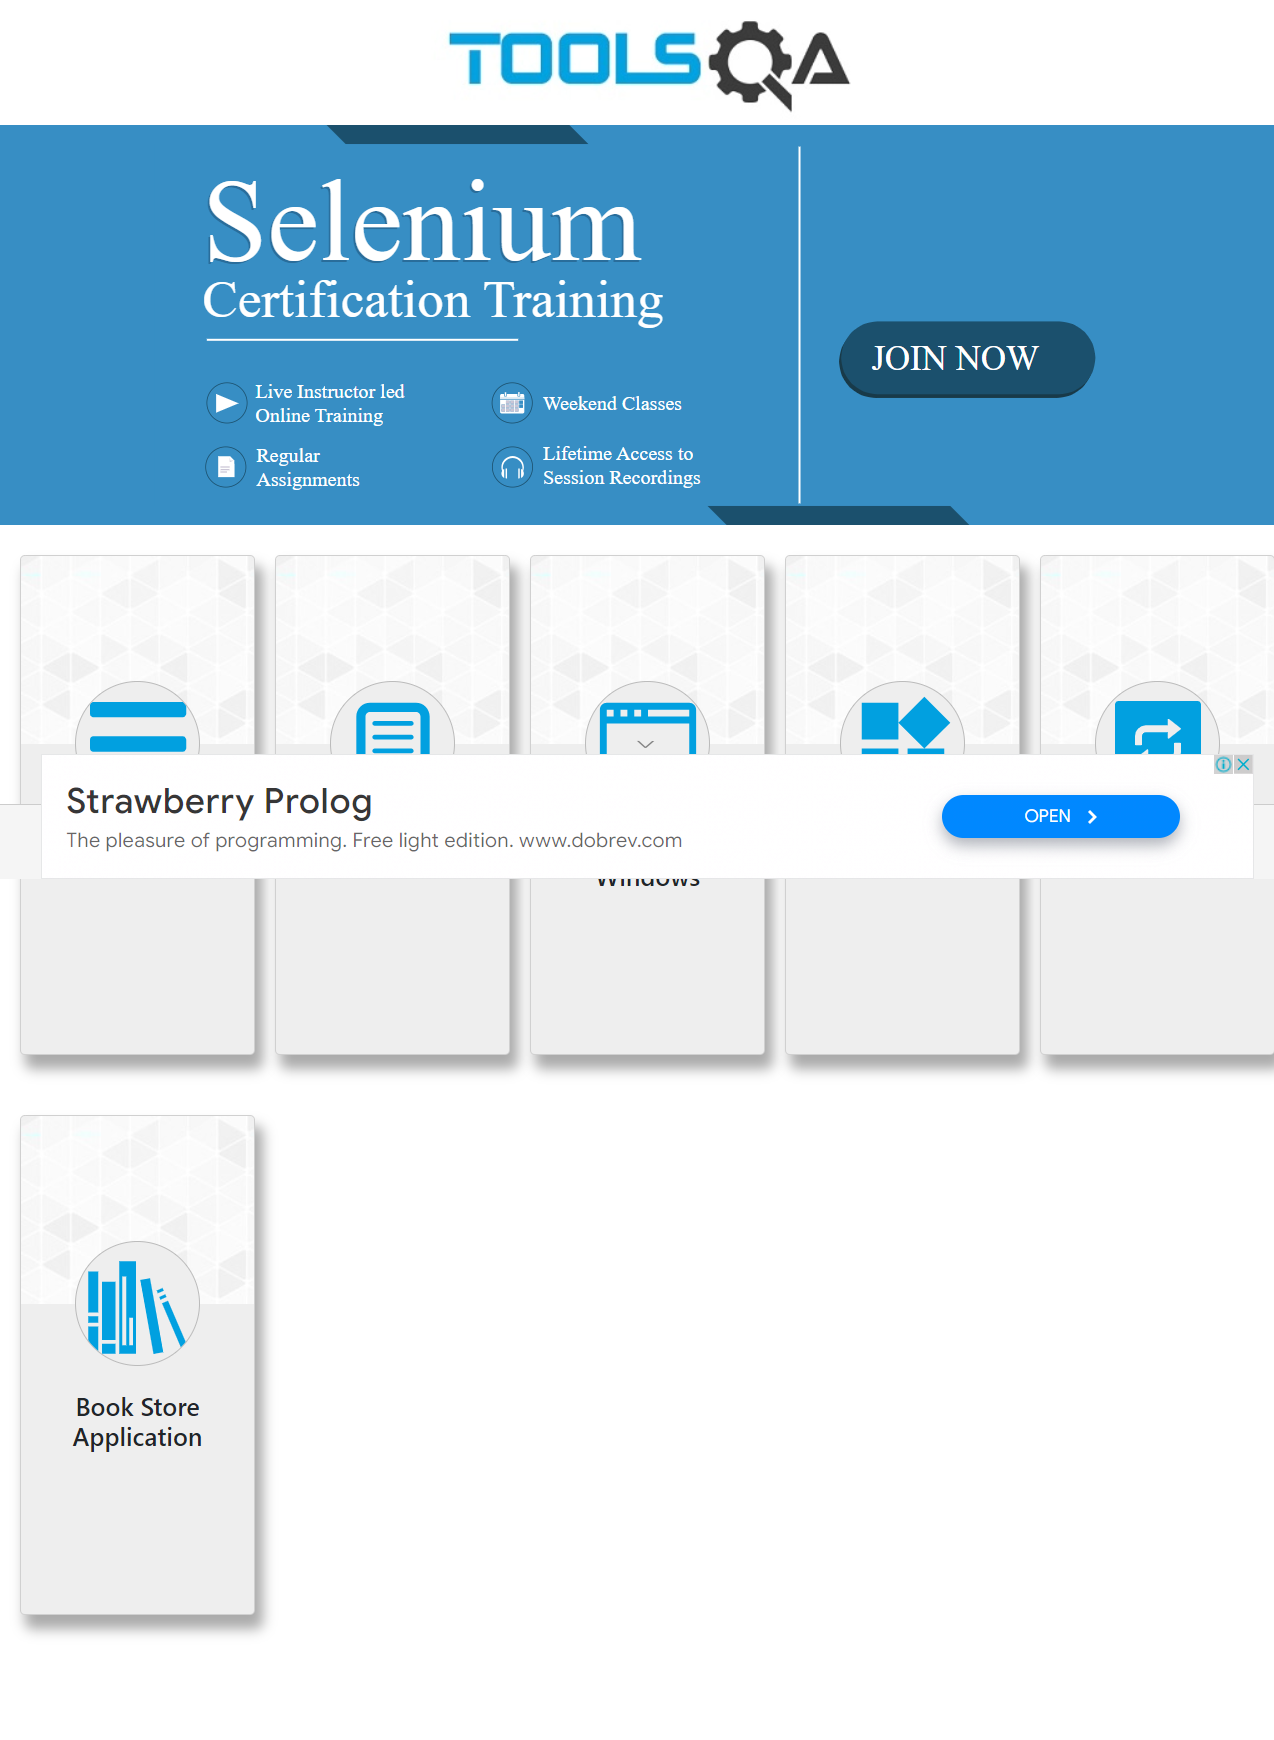 TOOLSQA
Selenium
Certification Training
Live Instructor led
Online Training
Weekend Classes
Regular
Assignments
Lifetime Access to
Session Recordings
JOIN NOW
Strawberry Prolog
The pleasure of programming. Free light edition. www.dobrev.com
OPEN
Windows
Book Store
Application